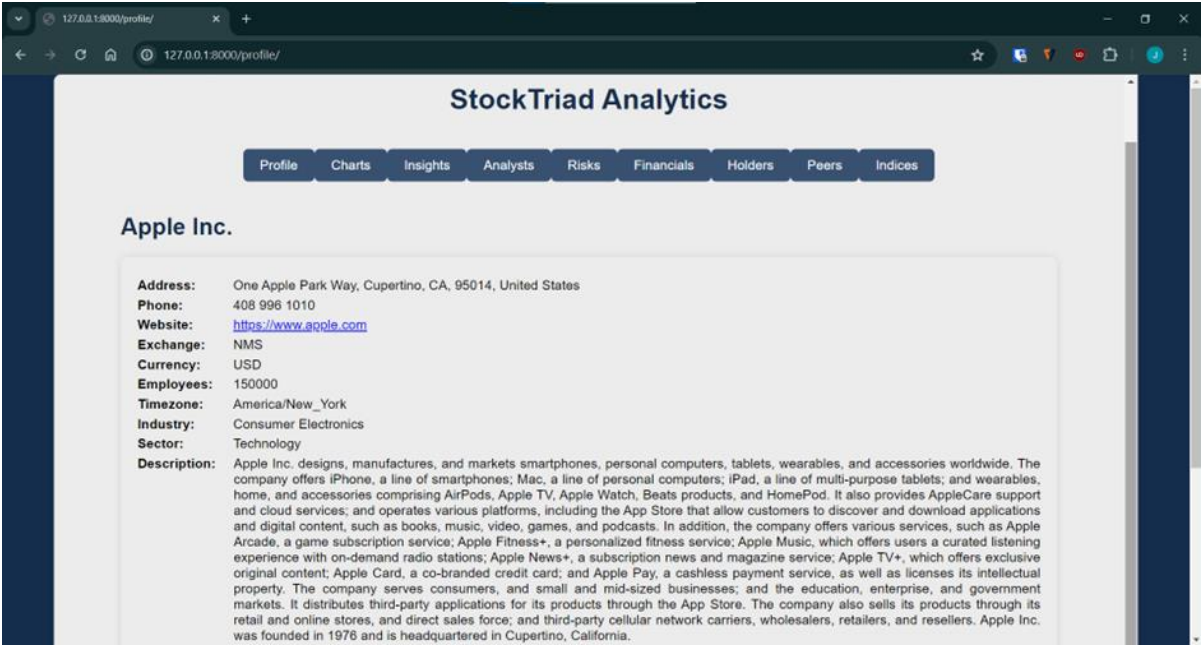 127.0.0.1:8000/profile/
127.0.0.1:8000/profile/
StockTriad Analytics
Profile Charts Insights Analysts Risks Financials Holders Peers Indices
Apple Inc.
Address: One Apple Park Way, Cupertino, CA, 95014, United States
Phone: 408 996 1010
Website: https://www.apple.com
Exchange: NMS
Currency: USD
Employees: 150000
Timezone: America/New_York
Industry: Consumer Electronics
Sector: Technology
Description: Apple Inc. designs, manufactures, and markets smartphones, personal computers, tablets, wearables, and accessories worldwide. The
company offers iPhone, a line of smartphones; Mac, a line of personal computers; iPad, a line of multi-purpose tablets; and wearables,
home, and accessories comprising AirPods, Apple TV, Apple Watch, Beats products, and HomePod. It also provides AppleCare support
and cloud services; and operates various platforms, including the App Store that allow customers to discover and download applications
and digital content, such as books, music, video, games, and podcasts. In addition, the company offers various services, such as Apple
Arcade, a game subscription service; Apple Fitness+, a personalized fitness service; Apple Music, which offers users a curated listening
experience with on-demand radio stations; Apple News+, a subscription news and magazine service; Apple TV+, which offers exclusive
original content; Apple Card, a co-branded credit card; and Apple Pay, a cashless payment service, as well as licenses its intellectual
property. The company serves consumers, and small and mid-sized businesses; and the education, enterprise, and government
markets. It distributes third-party applications for its products through the App Store. The company also sells its products through its
retail and online stores, and direct sales force; and third-party cellular network carriers, wholesalers, retailers, and resellers. Apple Inc.
was founded in 1976 and is headquartered in Cupertino, California.